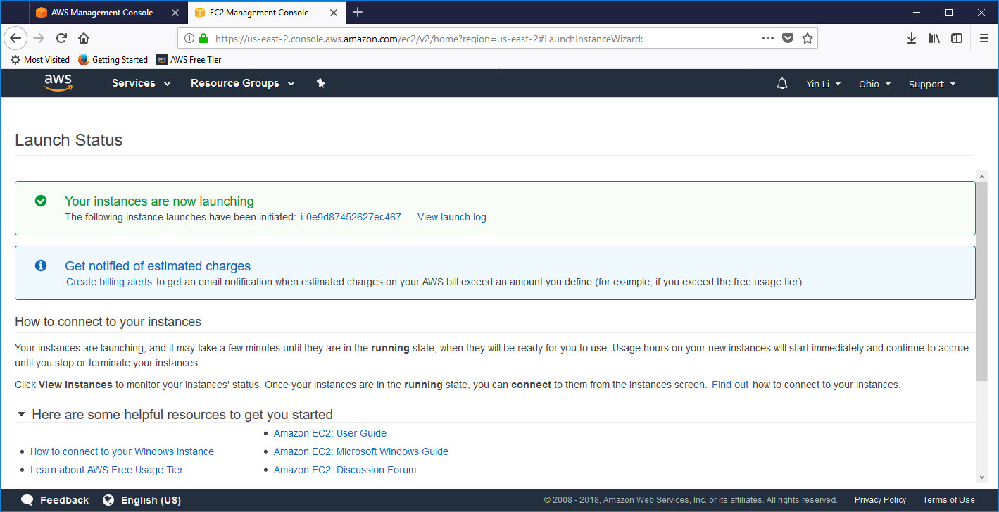 AWS Management Console
EC2 Management Console
https://us-east-2.console.aws.amazon.com/ec2/v2/home?region=us-east-2#LaunchInstanceWizard:
Most Visited Getting Started aws AWS Free Tier
aws Services Resource Groups Yin Li Ohio Support
Launch Status
Your instances are now launching
The following instance launches have been initiated: i-0e9d87452627ec467 View launch log
Get notified of estimated charges
Create billing alerts to get an email notification when estimated charges on your AWS bill exceed an amount you define (for example, if you exceed the free usage tier).
How to connect to your instances
Your instances are launching, and it may take a few minutes until they are in the running state, when they will be ready for you to use. Usage hours on your new instances will start immediately and continue to accrue
until you stop or terminate your instances.
Click View Instances to monitor your instances' status. Once your instances are in the running state, you can connect to them from the Instances screen. Find out how to connect to your instances.
Here are some helpful resources to get you started
• Amazon EC2: User Guide
• How to connect to your Windows instance • Amazon EC2: Microsoft Windows Guide
• Learn about AWS Free Usage Tier • Amazon EC2: Discussion Forum
Feedback English (US) © 2008 - 2018, Amazon Web Services, Inc. or its affiliates. All rights reserved. Privacy Policy Terms of Use